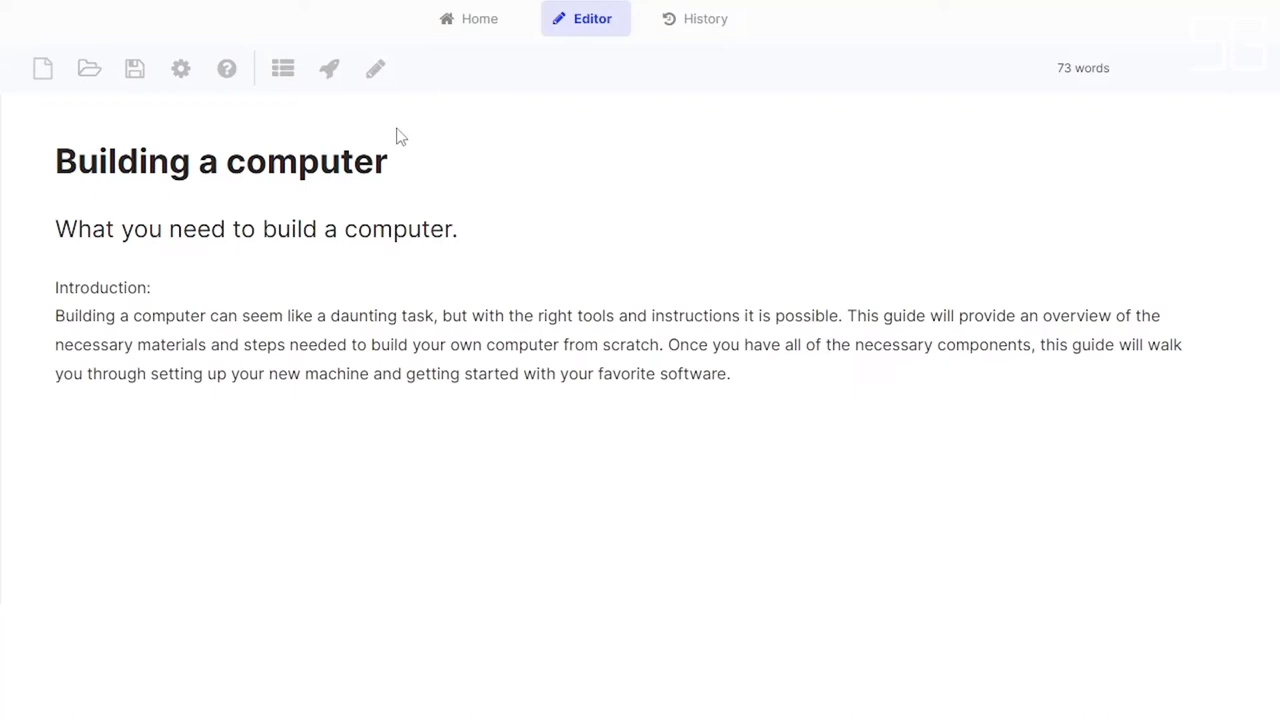 Home
Editor
History
73 words
Building a computer
What you need to build a computer.
Introduction:
Building a computer can seem like a daunting task, but with the right tools and instructions it is possible. This guide will provide an overview of the
necessary materials and steps needed to build your own computer from scratch. Once you have all of the necessary components, this guide will walk
you through setting up your new machine and getting started with your favorite software.